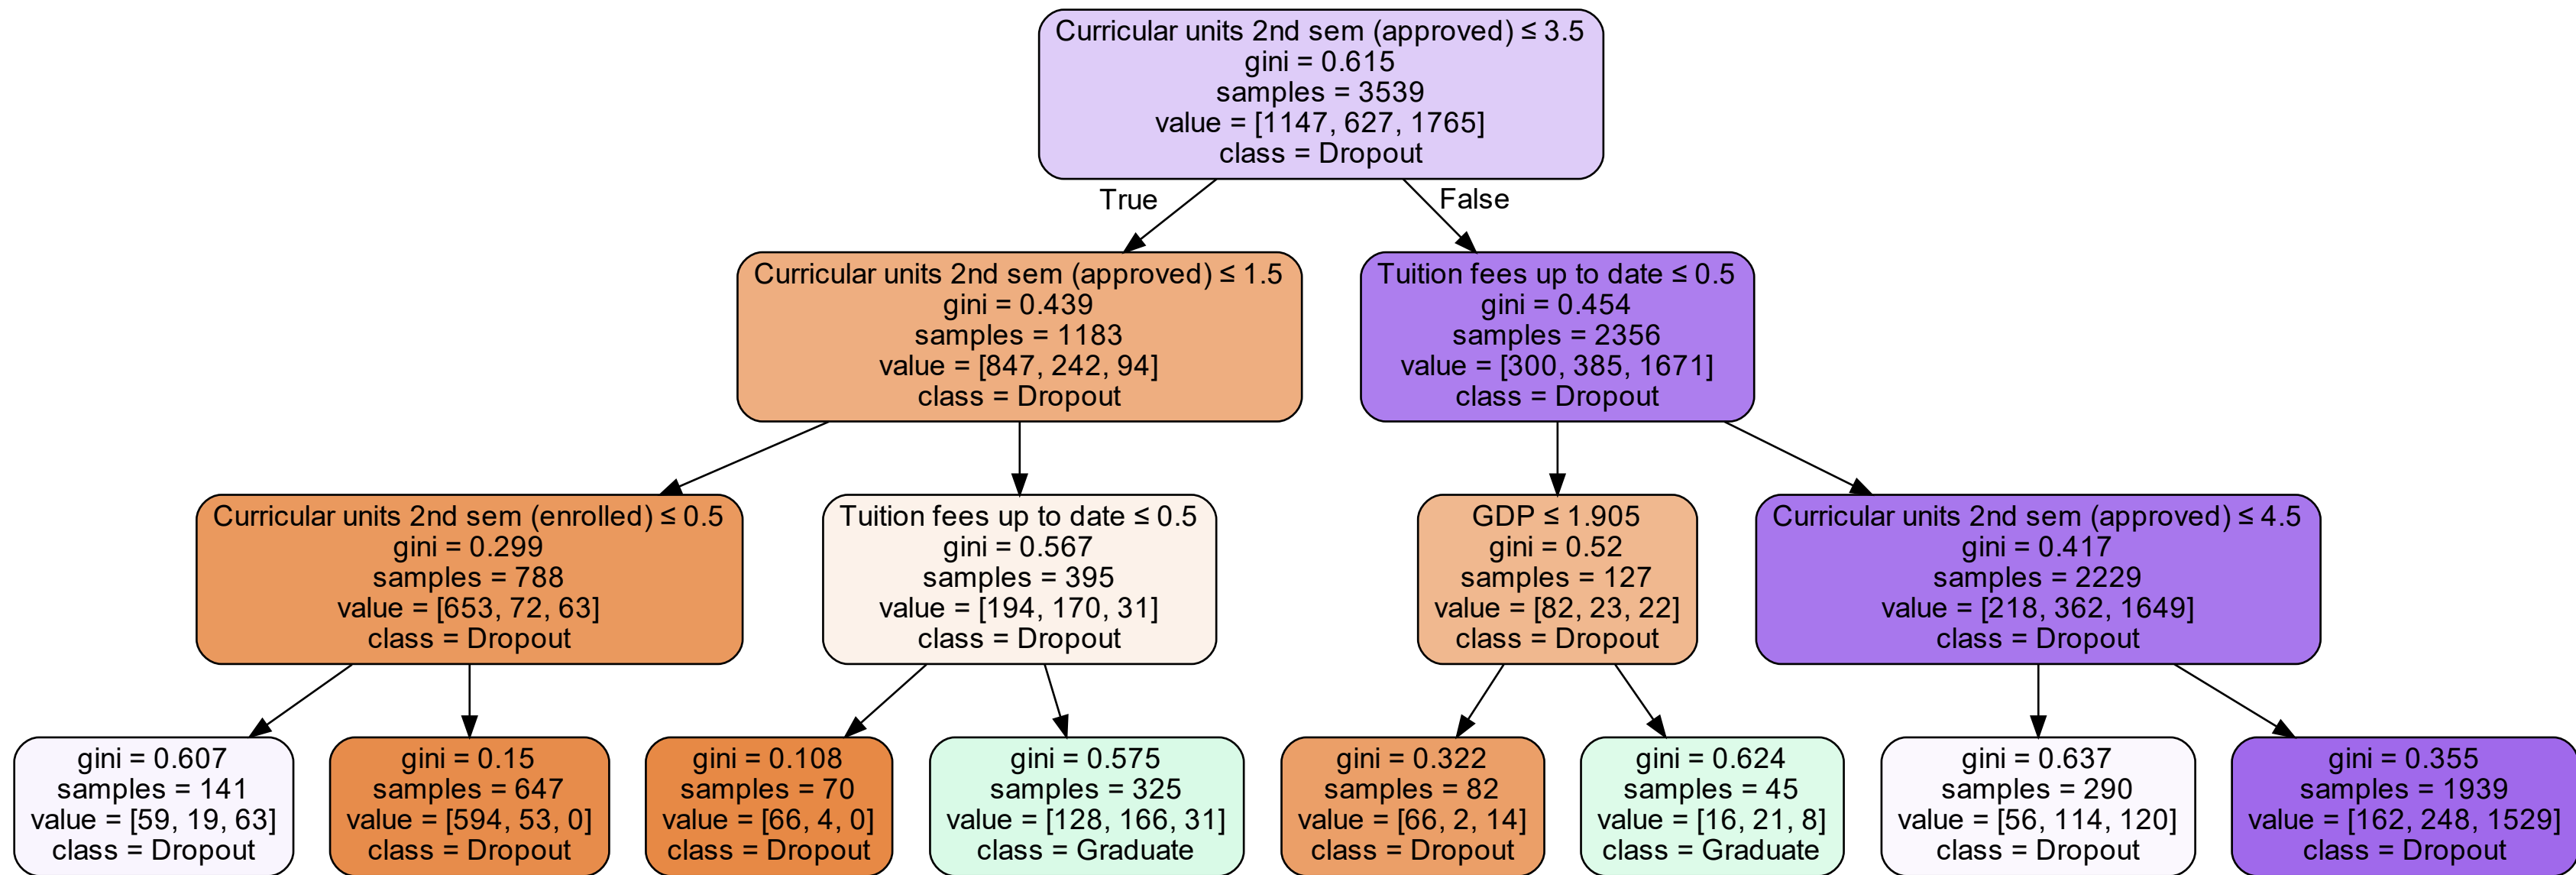 Curricular units 2nd sem (approved) ≤ 3.5
gini = 0.615
samples = 3539
value = [1147, 627, 1765]
class = Dropout
True
False
Curricular units 2nd sem (approved) ≤ 1.5
gini = 0.439
samples = 1183
value = [847, 242, 94]
class = Dropout
Tuition fees up to date ≤ 0.5
gini = 0.454
samples = 2356
value = [300, 385, 1671]
class = Dropout
Curricular units 2nd sem (enrolled) ≤ 0.5
gini = 0.299
samples = 788
value = [653, 72, 63]
class = Dropout
Tuition fees up to date ≤ 0.5
gini = 0.567
samples = 395
value = [194, 170, 31]
class = Dropout
GDP ≤ 1.905
gini = 0.52
samples = 127
value = [82, 23, 22]
class = Dropout
Curricular units 2nd sem (approved) ≤ 4.5
gini = 0.417
samples = 2229
value = [218, 362, 1649]
class = Dropout
gini = 0.607
samples = 141
value = [59, 19, 63]
class = Dropout
gini = 0.15
samples = 647
value = [594, 53, 0]
class = Dropout
gini = 0.108
samples = 70
value = [66, 4, 0]
class = Dropout
gini = 0.575
samples = 325
value = [128, 166, 31]
class = Graduate
gini = 0.322
samples = 82
value = [66, 2, 14]
class = Dropout
gini = 0.624
samples = 45
value = [16, 21, 8]
class = Graduate
gini = 0.637
samples = 290
value = [56, 114, 120]
class = Dropout
gini = 0.355
samples = 1939
value = [162, 248, 1529]
class = Dropout